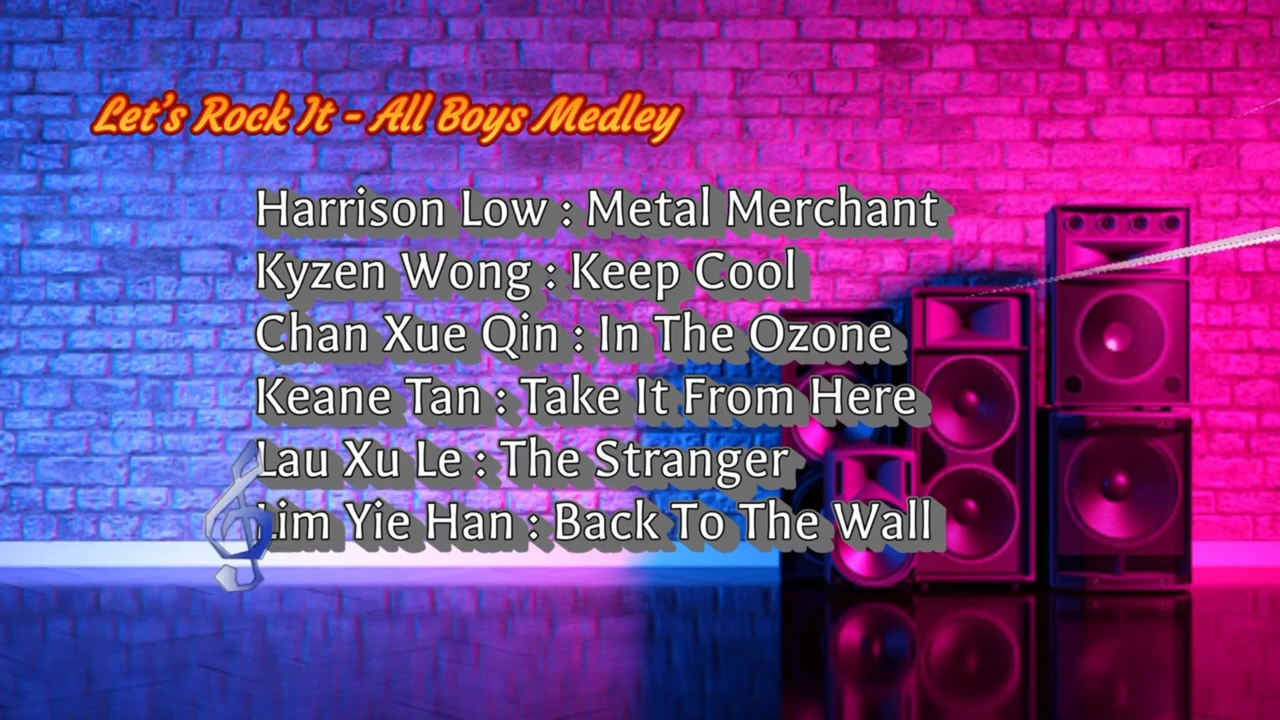 Let's Rock It - All Boys Medley
Harrison Low : Metal Merchant
Kyzen Wong : Keep Cool
Chan Xue Qin : In The Ozone
Keane Tan : Take It From Here
Lau Xu Le : The Stranger
Lim Yie Han : Back To The Wall